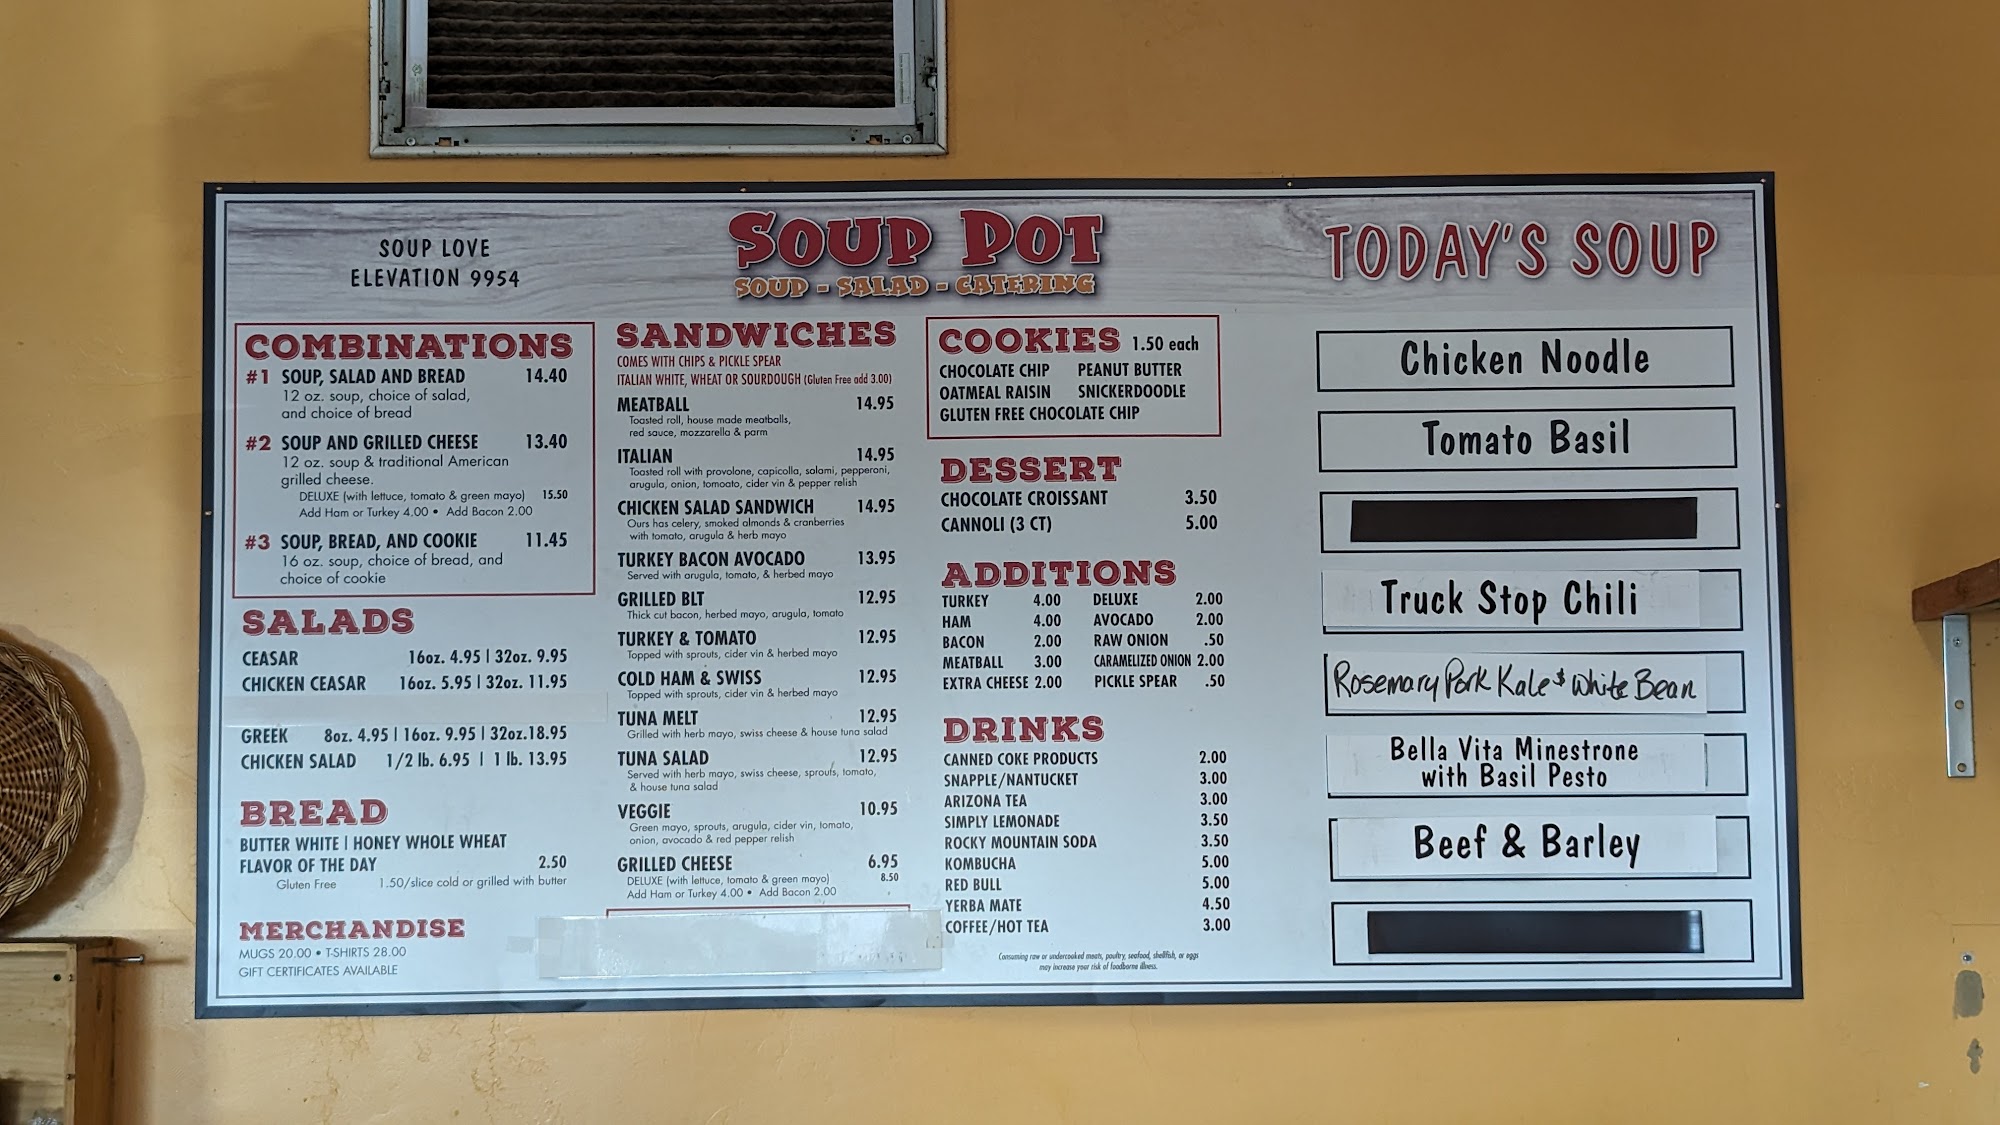 SOUP LOVE
ELEVATION 9954
SOUP POT
SOUP - SALAD - CATERING
TODAY'S SOUP
COMBINATIONS
#1 SOUP, SALAD AND BREAD 14.40
12 oz. soup, choice of salad,
and choice of bread
#2 SOUP AND GRILLED CHEESE 13.40
12 oz. soup & traditional American
grilled cheese.
DELUXE (with lettuce, tomato & green mayo) 15.50
Add Ham or Turkey 4.00 • Add Bacon 2.00
#3 SOUP, BREAD, AND COOKIE 11.45
16 oz. soup, choice of bread, and
choice of cookie
SALADS
CEASAR 16oz. 4.95 | 32oz. 9.95
CHICKEN CEASAR 16oz. 5.95 | 32oz. 11.95
GREEK 8oz. 4.95 | 16oz. 9.95 | 32oz.18.95
CHICKEN SALAD 1/2 lb. 6.95 | 1 lb. 13.95
BREAD
BUTTER WHITE | HONEY WHOLE WHEAT
FLAVOR OF THE DAY 2.50
Gluten Free 1.50/slice cold or grilled with butter
MERCHANDISE
MUGS 20.00 • T-SHIRTS 28.00
GIFT CERTIFICATES AVAILABLE
SANDWICHES
COMES WITH CHIPS & PICKLE SPEAR
ITALIAN WHITE, WHEAT OR SOURDOUGH (Gluten Free add 3.00)
MEATBALL 14.95
Toasted roll, house made meatballs,
red sauce, mozzarella & parm
ITALIAN 14.95
Toasted roll with provolone, capicolla, salami, pepperoni,
arugula, onion, tomoato, cider vin & pepper relish
CHICKEN SALAD SANDWICH 14.95
Ours has celery, smoked almonds & cranberries
with tomato, arugula & herb mayo
TURKEY BACON AVOCADO 13.95
Served with arugula, tomato, & herbed mayo
GRILLED BLT 12.95
Thick cut bacon, herbed mayo, arugula, tomato
TURKEY & TOMATO 12.95
Topped with sprouts, cider vin & herbed mayo
COLD HAM & SWISS 12.95
Topped with sprouts, cider vin & herbed mayo
TUNA MELT 12.95
Grilled with herb mayo, swiss cheese & house tuna salad
TUNA SALAD 12.95
Served with herb mayo, swiss cheese, sprouts, tomato,
& house tuna salad
VEGGIE 10.95
Green mayo, sprouts, arugula, cider vin, tomato,
onion, avocado & red pepper relish
GRILLED CHEESE 6.95
DELUXE (with lettuce, tomato & green mayo) 8.50
Add Ham or Turkey 4.00 • Add Bacon 2.00
COOKIES 1.50 each
CHOCOLATE CHIP PEANUT BUTTER
OATMEAL RAISIN SNICKERDOODLE
GLUTEN FREE CHOCOLATE CHIP
DESSERT
CHOCOLATE CROISSANT 3.50
CANNOLI (3 CT) 5.00
ADDITIONS
TURKEY 4.00 DELUXE 2.00
HAM 4.00 AVOCADO 2.00
BACON 2.00 RAW ONION .50
MEATBALL 3.00 CARAMELIZED ONION 2.00
EXTRA CHEESE 2.00 PICKLE SPEAR .50
DRINKS
CANNED COKE PRODUCTS 2.00
SNAPPLE/NANTUCKET 3.00
ARIZONA TEA 3.00
SIMPLY LEMONADE 3.50
ROCKY MOUNTAIN SODA 3.50
KOMBUCHA 5.00
RED BULL 5.00
YERBA MATE 4.50
COFFEE/HOT TEA 3.00
Consuming raw or undercooked meats, poultry, seafood, shellfish, or eggs
may increase your risk of foodborne illness.
Chicken Noodle
Tomato Basil
Truck Stop Chili
Rosemary Pork Kale & White Bean
Bella Vita Minestrone
with Basil Pesto
Beef & Barley